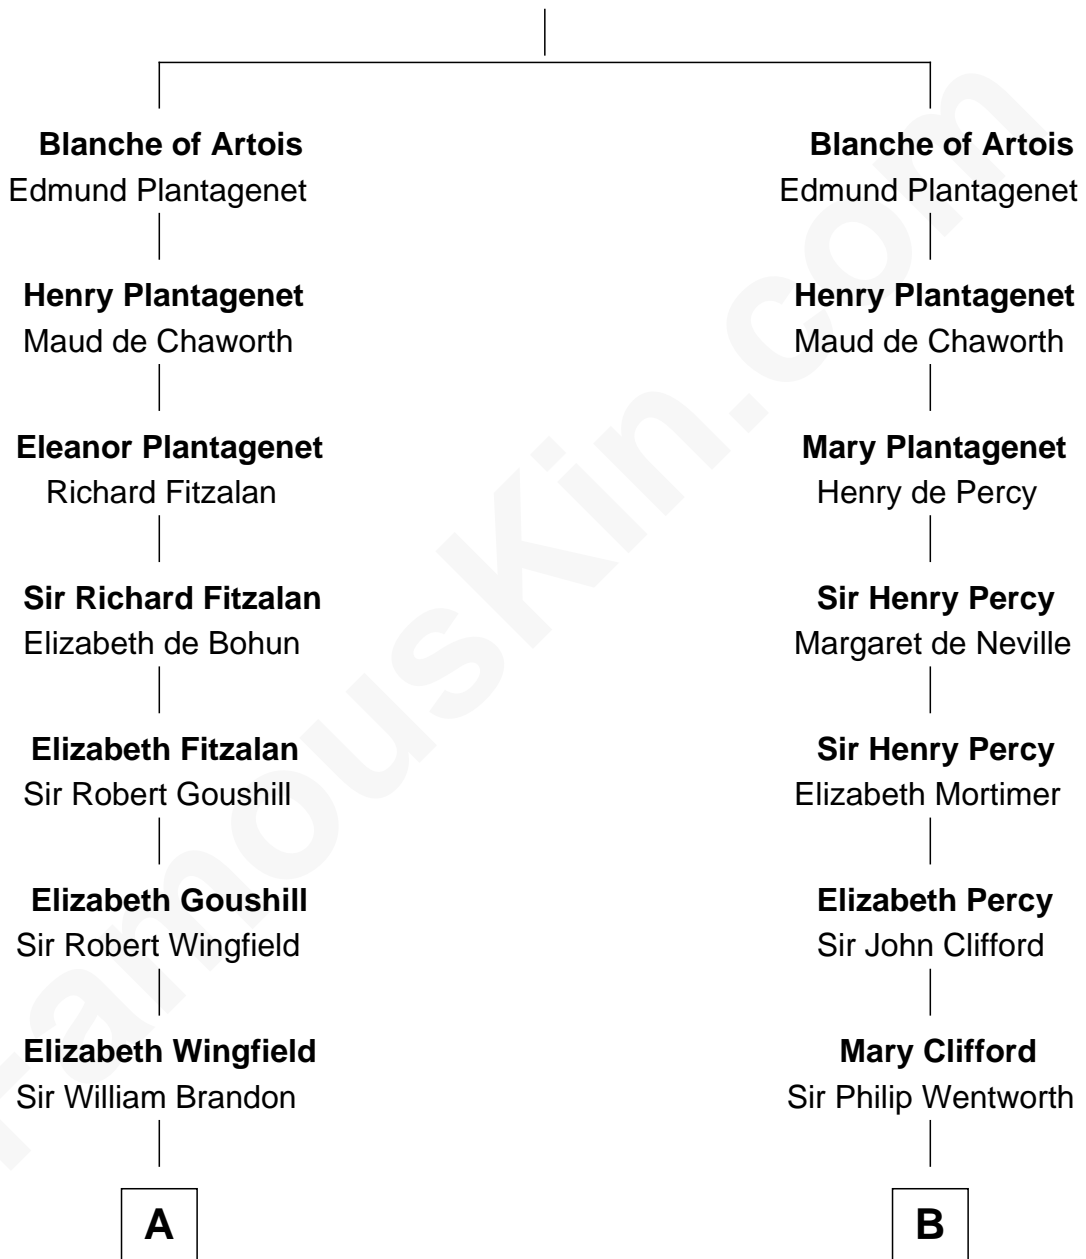 Blanche of Artois
Edmund Plantagenet
Henry Plantagenet
Maud de Chaworth
Eleanor Plantagenet
Richard Fitzalan
Sir Richard Fitzalan
Elizabeth de Bohun
Elizabeth Fitzalan
Sir Robert Goushill
Elizabeth Goushill
Sir Robert Wingfield
Elizabeth Wingfield
Sir William Brandon
A
Blanche of Artois
Edmund Plantagenet
Henry Plantagenet
Maud de Chaworth
Mary Plantagenet
Henry de Percy
Sir Henry Percy
Margaret de Neville
Sir Henry Percy
Elizabeth Mortimer
Elizabeth Percy
Sir John Clifford
Mary Clifford
Sir Philip Wentworth
B
FamousKin.com